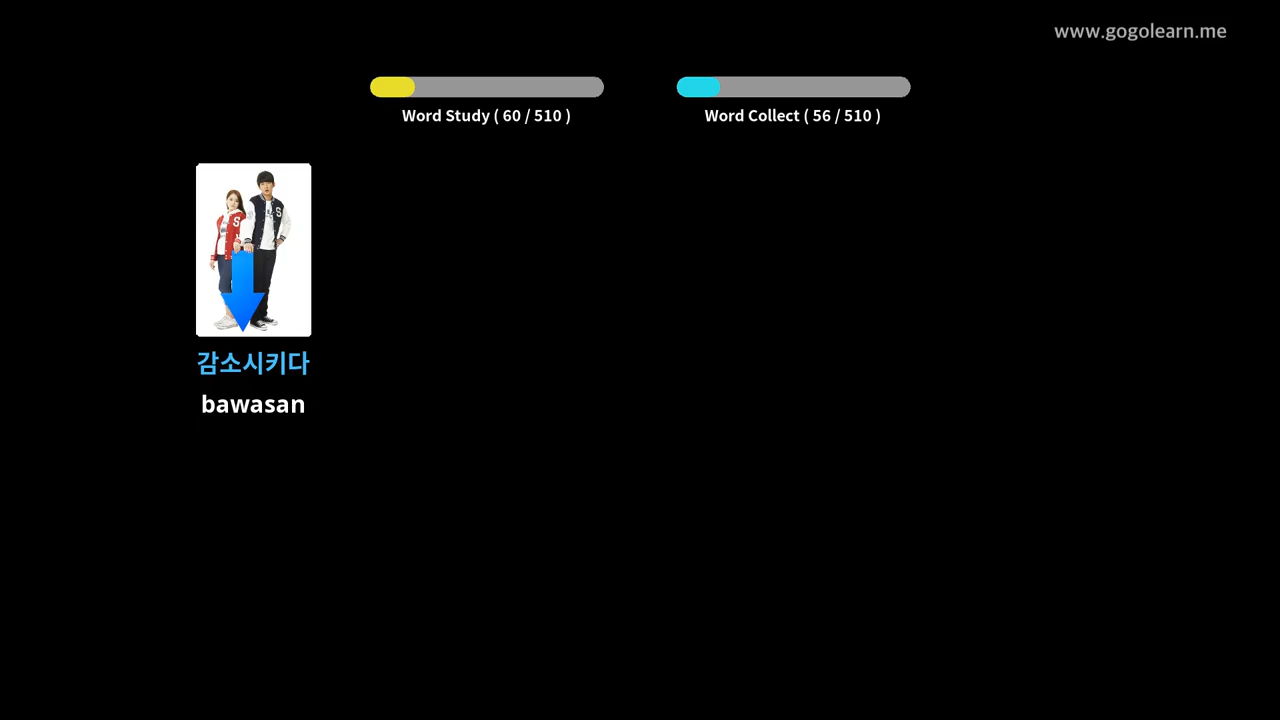 www.gogolearn.me
Word Study ( 60 / 510 )
Word Collect ( 56 / 510 )
S
S
감소시키다
bawasan